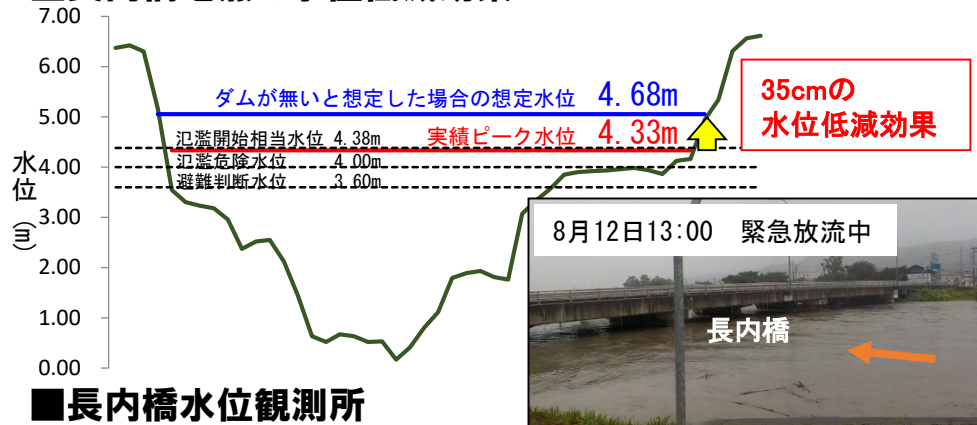 7.00
6.00
5.00
4.00
3.00
2.00
1.00
0.00
水位(m)
ダムが無いと想定した場合の想定水位 4.68m
氾濫開始相当水位 4.38m
実績ピーク水位 4.33m
氾濫危険水位 4.00m
避難判断水位 3.60m
35cmの
水位低減効果
8月12日13:00 緊急放流中
長内橋
■長内橋水位観測所